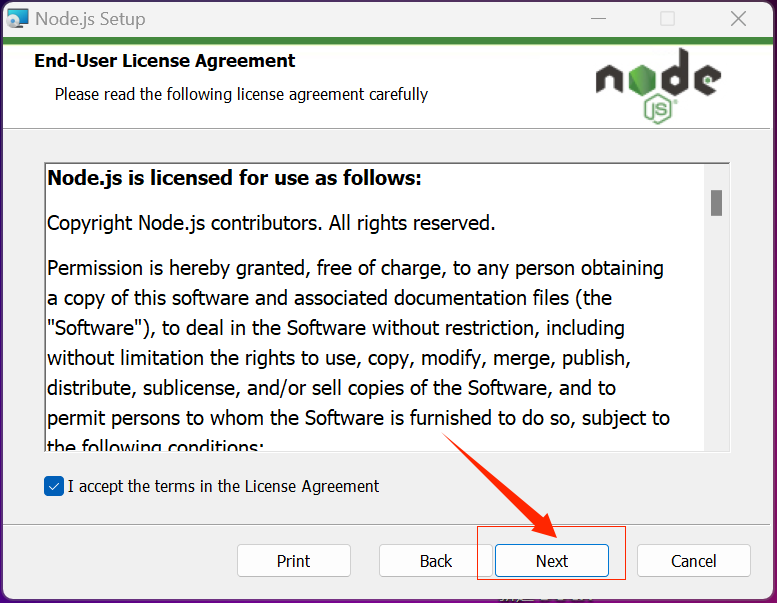 Node.js Setup
End-User License Agreement
Please read the following license agreement carefully
node
JS
Node.js is licensed for use as follows:
Copyright Node.js contributors. All rights reserved.
Permission is hereby granted, free of charge, to any person obtaining
a copy of this software and associated documentation files (the
"Software"), to deal in the Software without restriction, including
without limitation the rights to use, copy, modify, merge, publish,
distribute, sublicense, and/or sell copies of the Software, and to
permit persons to whom the Software is furnished to do so, subject to
the following conditions:
I accept the terms in the License Agreement
Print Back Next Cancel